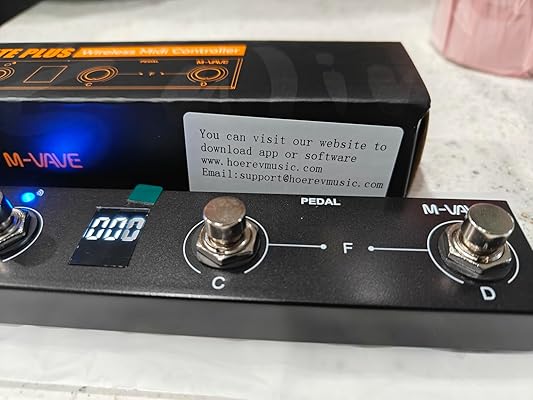 TE PLUS Wireless Midi Controller
PEDAL M-VAVE
F
M-VAVE
You can visit our website to
download app or software
www.hoerevmusic.com
Email:support@hoerevmusic.com
PEDAL
000
C
F
D